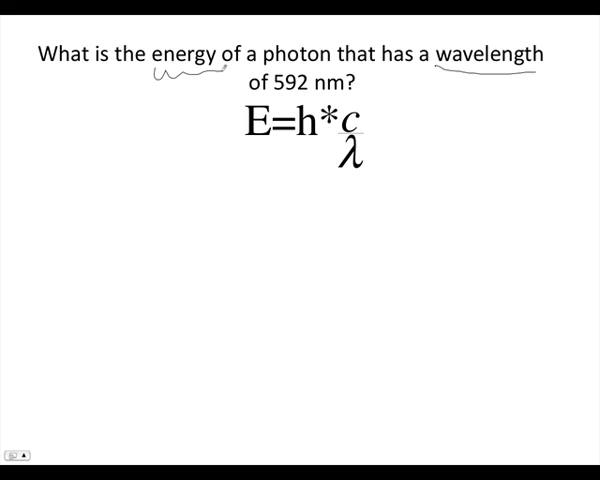 What is the energy of a photon that has a wavelength
of 592 nm?
E=h*c
λ